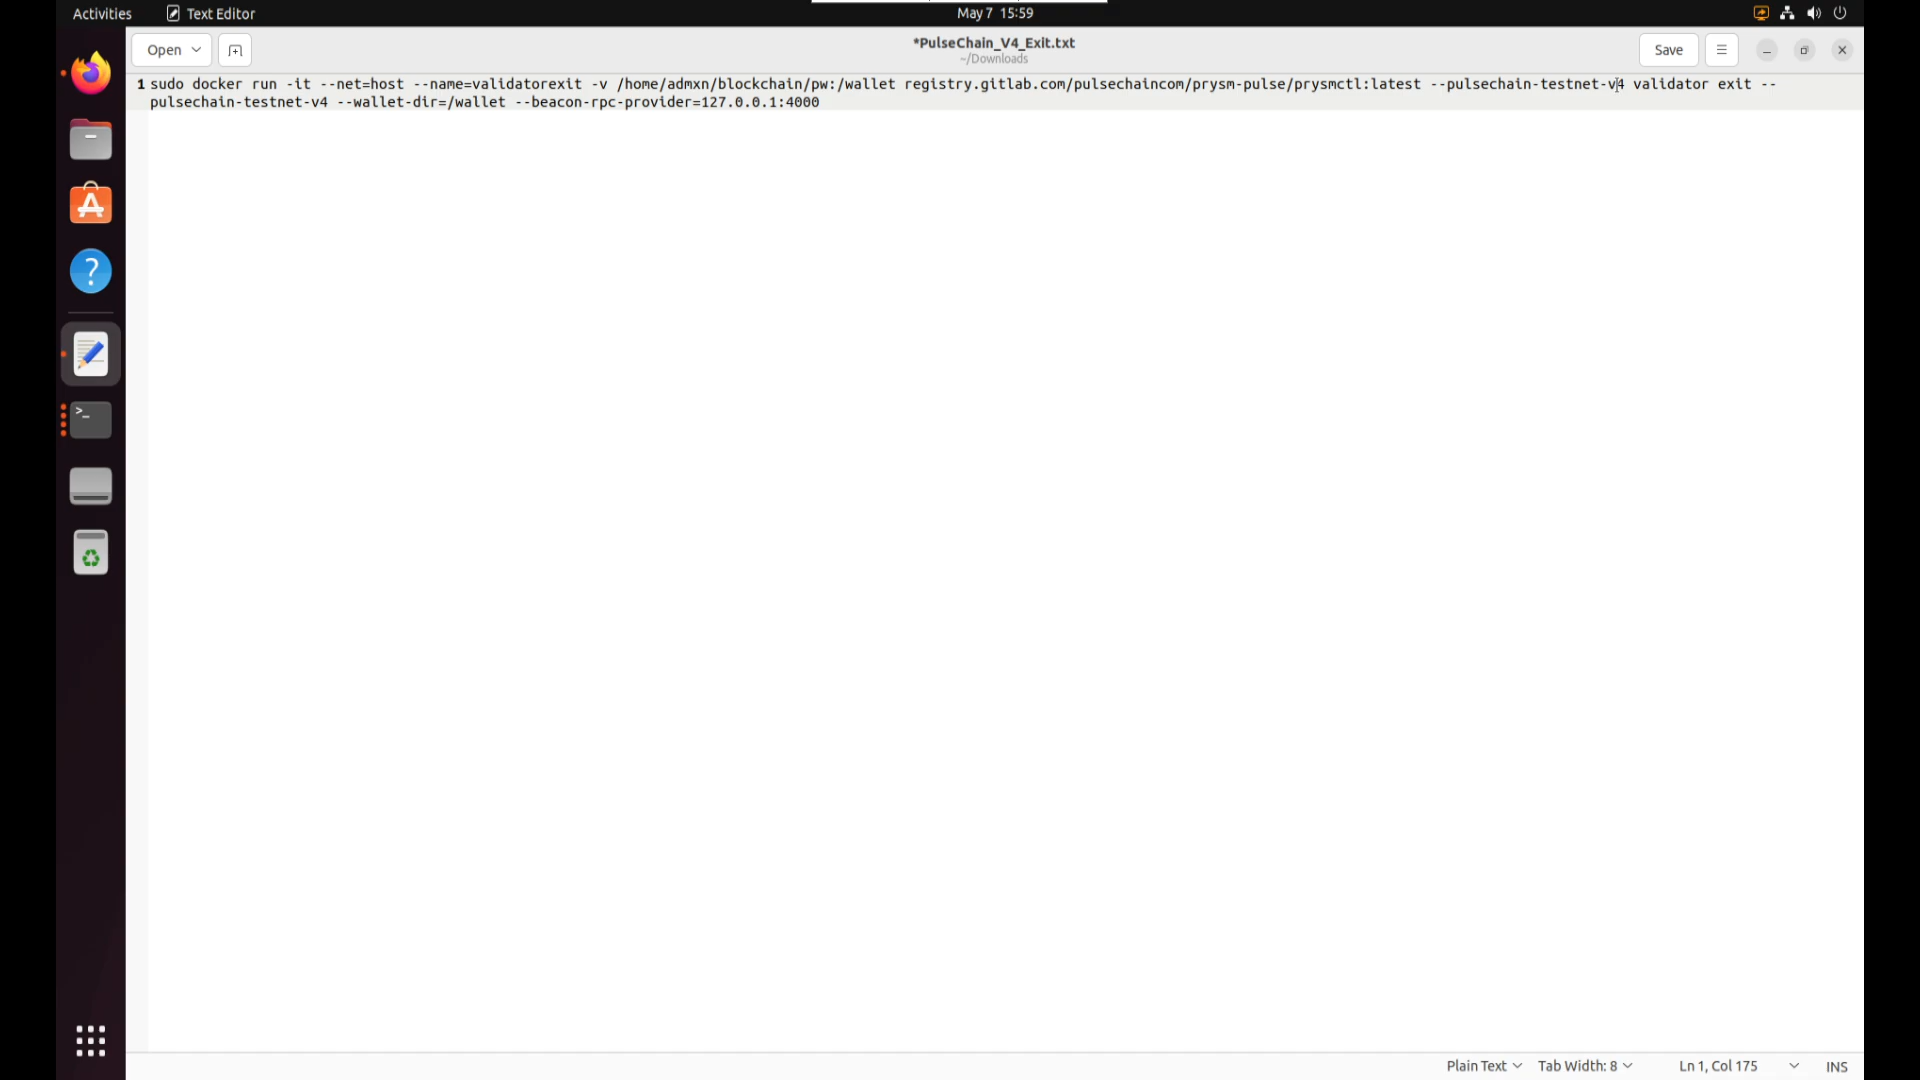 Activities Text Editor May 7 15:59
Open *PulseChain_V4_Exit.txt Save
~/Downloads
1 sudo docker run -it --net=host --name=validatorexit -v /home/admxn/blockchain/pw:/wallet registry.gitlab.com/pulsechaincom/prysm-pulse/prysmctl:latest --pulsechain-testnet-v4 validator exit --
pulsechain-testnet-v4 --wallet-dir=/wallet --beacon-rpc-provider=127.0.0.1:4000
Plain Text Tab Width: 8 Ln 1, Col 175 INS